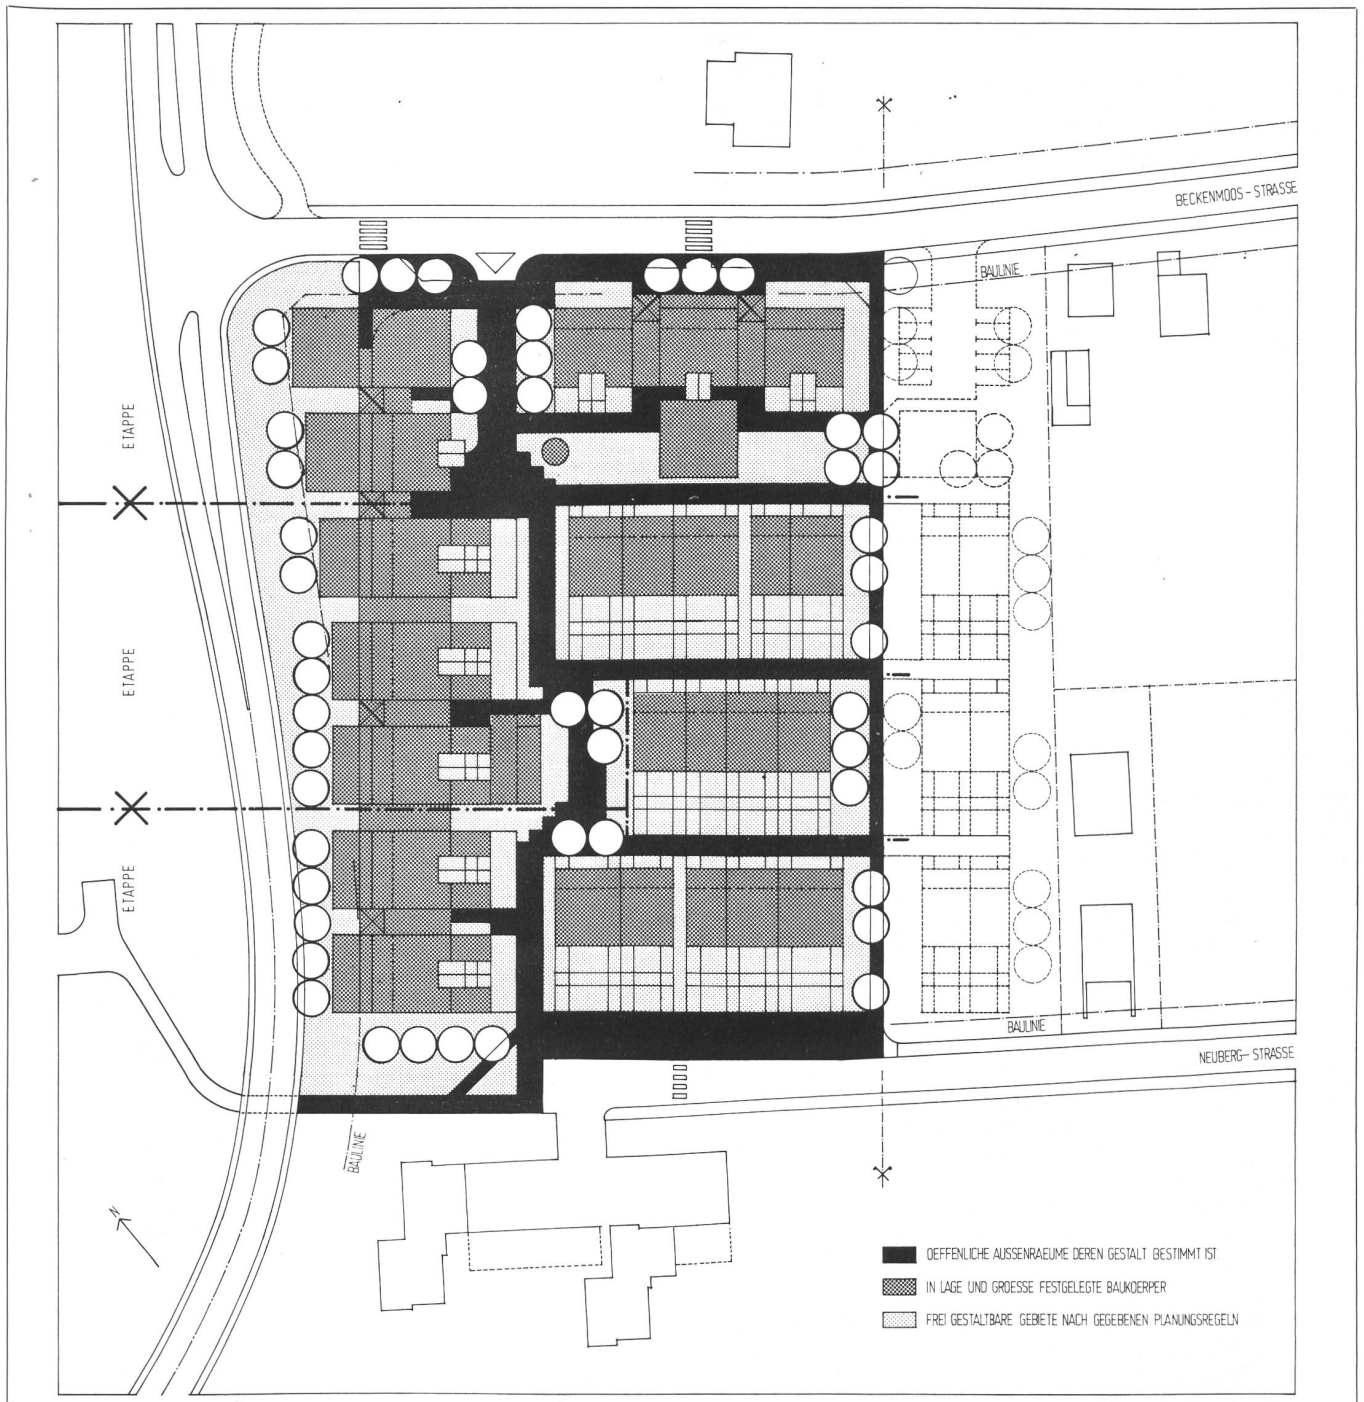 BECKENMOOS-STRASSE
BAULINIE
ETAPPE
ETAPPE
ETAPPE
BAULINIE
NEUBERG-STRASSE
BAULINIE
N
OEFFENLICHE AUSSENRAEUME DEREN GESTALT BESTIMMT IST
IN LAGE UND GROESSE FESTGELEGTE BAUKOERPER
FREI GESTALTBARE GEBIETE NACH GEGEBENEN PLANUNGSREGELN